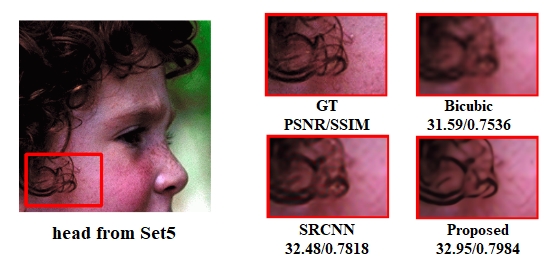 GT
PSNR/SSIM
Bicubic
31.59/0.7536
SRCNN
32.48/0.7818
Proposed
32.95/0.7984
head from Set5